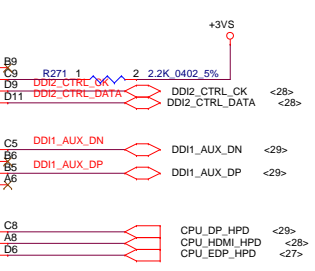 +3VS
B9
C9 R271 1 2 2.2K_0402_5%
D9 DDI2_CTRL_CK DDI2_CTRL_CK <28>
D11 DDI2_CTRL_DATA DDI2_CTRL_DATA <28>
C5 DDI1_AUX_DN DDI1_AUX_DN <29>
B6
B5 DDI1_AUX_DP DDI1_AUX_DP <29>
A6
C8 CPU_DP_HPD <29>
A8 CPU_HDMI_HPD <28>
D6 CPU_EDP_HPD <27>